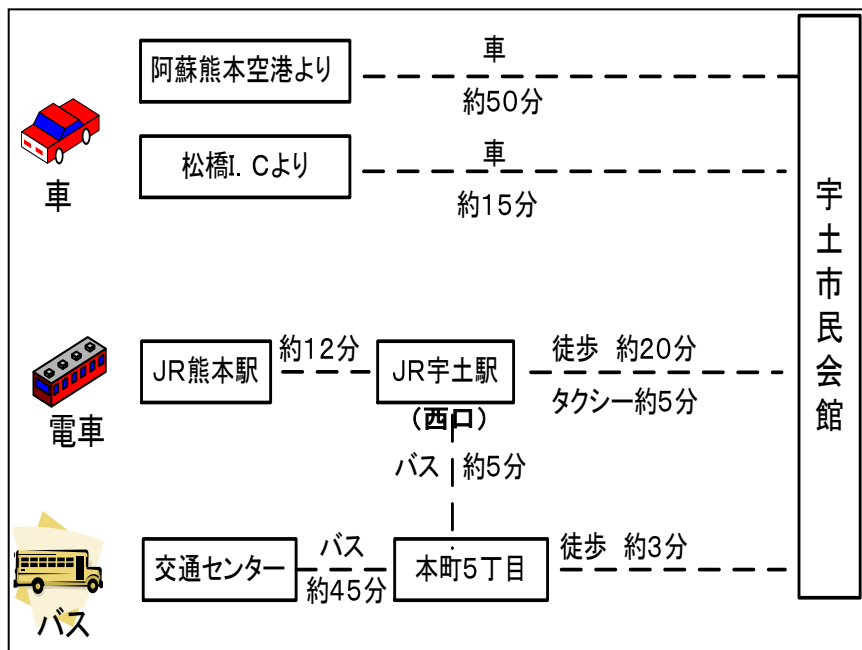 阿蘇熊本空港より
車
約50分
車
松橋I．Cより
車
約15分
宇土市民会館
電車
JR熊本駅
約12分
JR宇土駅
（西口）
徒歩 約20分
タクシー約5分
バス 約5分
バス
交通センター
バス
約45分
本町5丁目
徒歩 約3分